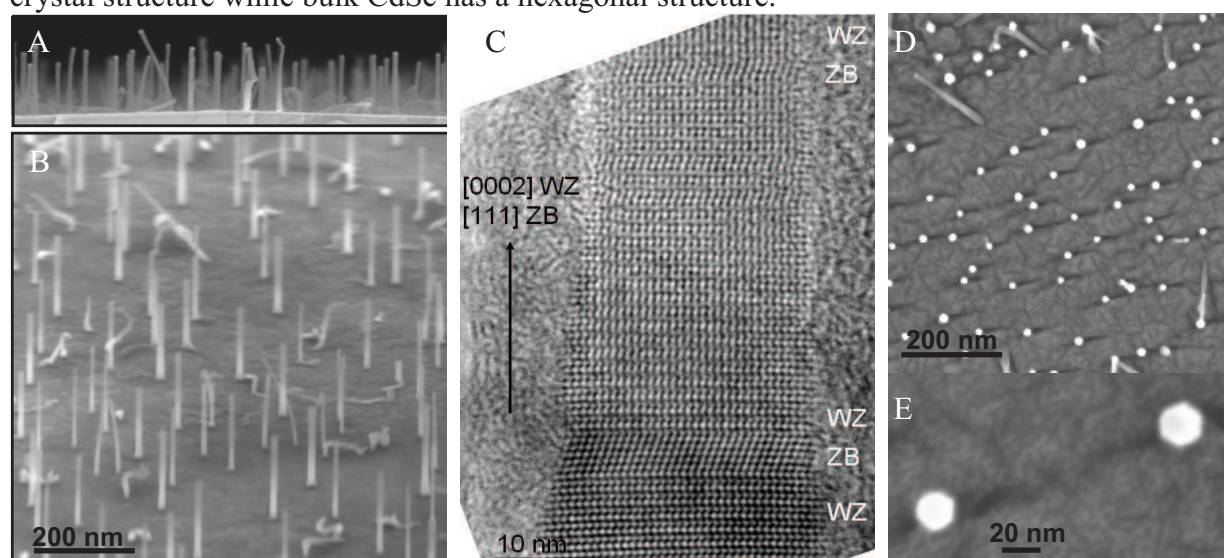 crystal structure while bulk CdSe has a hexagonal structure.
A
B
200 nm
C
WZ
ZB
[0002] WZ
[111] ZB
WZ
ZB
WZ
10 nm
D
200 nm
E
20 nm